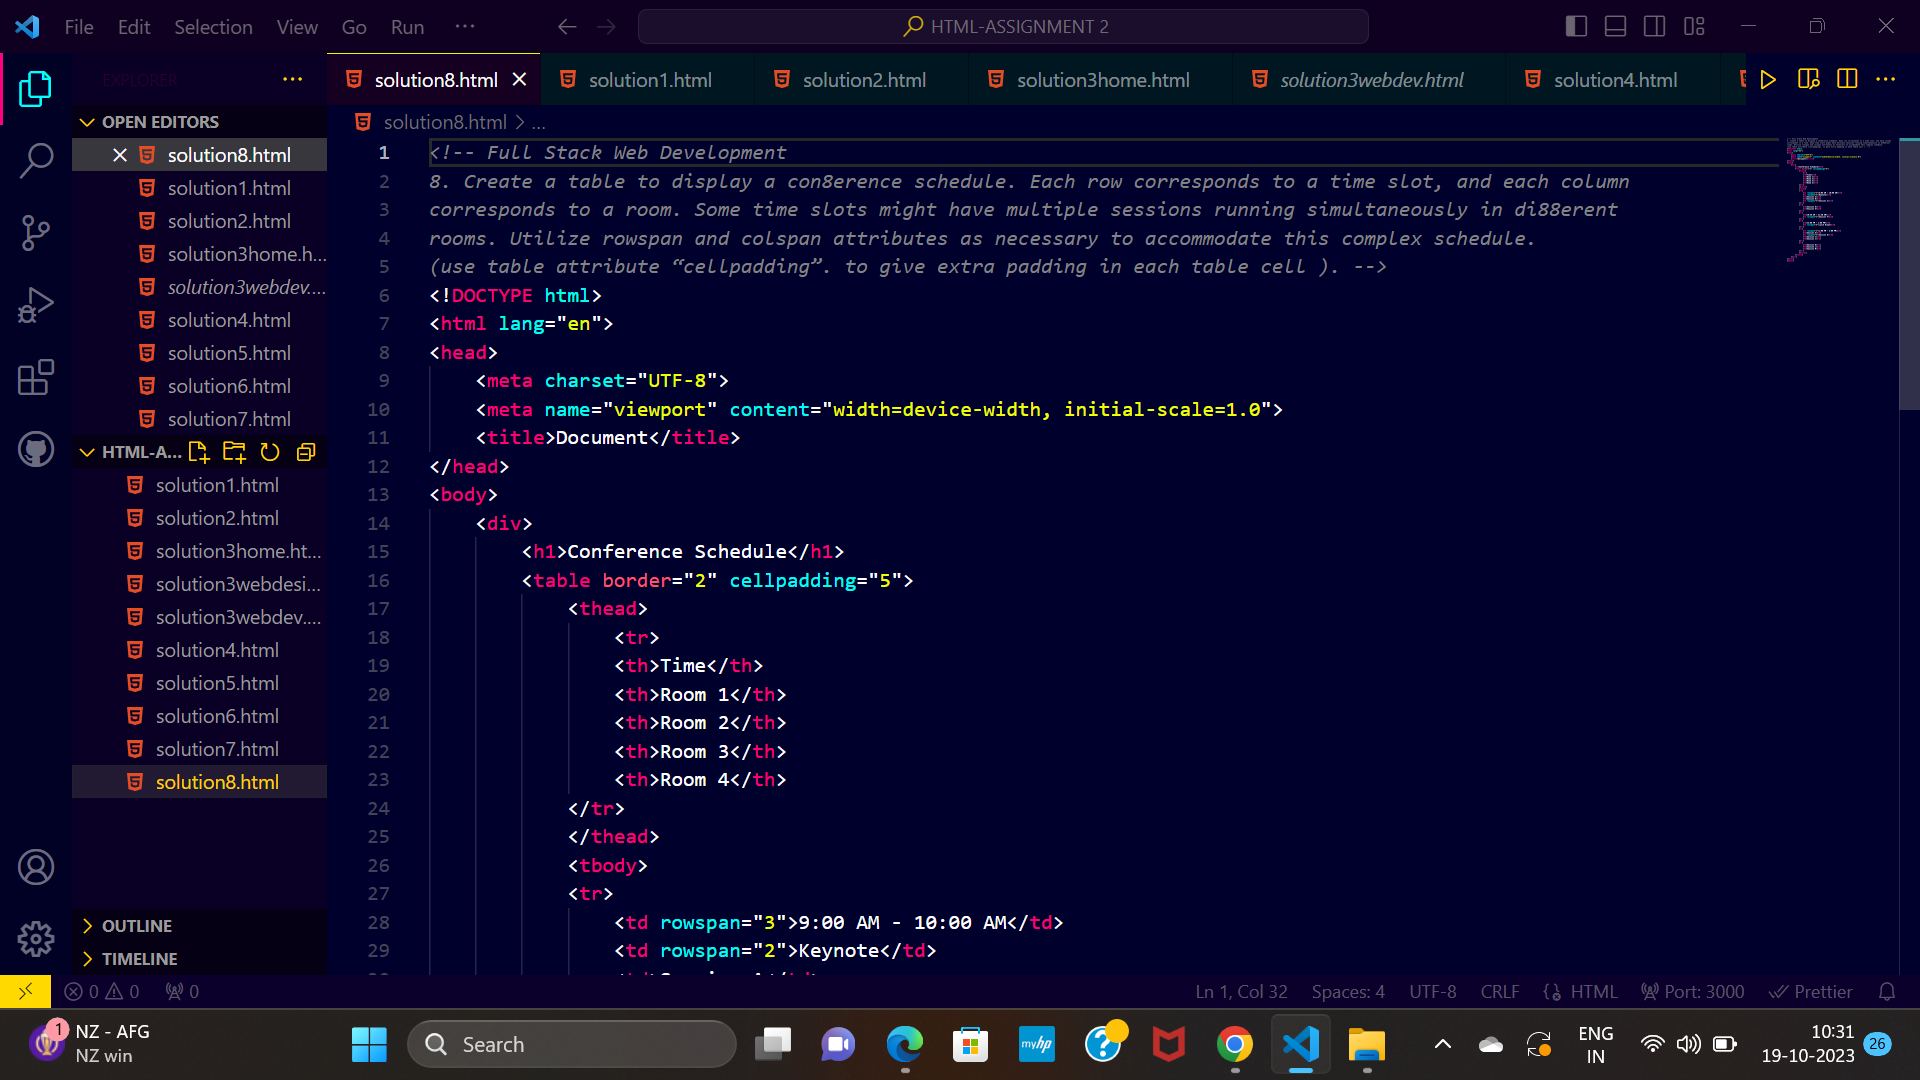 File Edit Selection View Go Run ···
HTML-ASSIGNMENT 2
EXPLORER
solution8.html
solution1.html
solution2.html
solution3home.html
solution3webdev.html
solution4.html
OPEN EDITORS
solution8.html
solution1.html
solution2.html
solution3home.h...
solution3webdev....
solution4.html
solution5.html
solution6.html
solution7.html
HTML-A...
solution1.html
solution2.html
solution3home.ht...
solution3webdesi...
solution3webdev....
solution4.html
solution5.html
solution6.html
solution7.html
solution8.html
OUTLINE
TIMELINE
solution8.html > ...
1 <!-- Full Stack Web Development
2 8. Create a table to display a con8erence schedule. Each row corresponds to a time slot, and each column
3 corresponds to a room. Some time slots might have multiple sessions running simultaneously in di88erent
4 rooms. Utilize rowspan and colspan attributes as necessary to accommodate this complex schedule.
5 (use table attribute “cellpadding”. to give extra padding in each table cell ). -->
6 <!DOCTYPE html>
7 <html lang="en">
8 <head>
9 <meta charset="UTF-8">
10 <meta name="viewport" content="width=device-width, initial-scale=1.0">
11 <title>Document</title>
12 </head>
13 <body>
14 <div>
15 <h1>Conference Schedule</h1>
16 <table border="2" cellpadding="5">
17 <thead>
18 <tr>
19 <th>Time</th>
20 <th>Room 1</th>
21 <th>Room 2</th>
22 <th>Room 3</th>
23 <th>Room 4</th>
24 </tr>
25 </thead>
26 <tbody>
27 <tr>
28 <td rowspan="3">9:00 AM - 10:00 AM</td>
29 <td rowspan="2">Keynote</td>
0 0 0
Ln 1, Col 32
Spaces: 4
UTF-8
CRLF
HTML
Port: 3000
Prettier
1
NZ - AFG
NZ win
Search
myhp
ENG
IN
10:31
19-10-2023
26